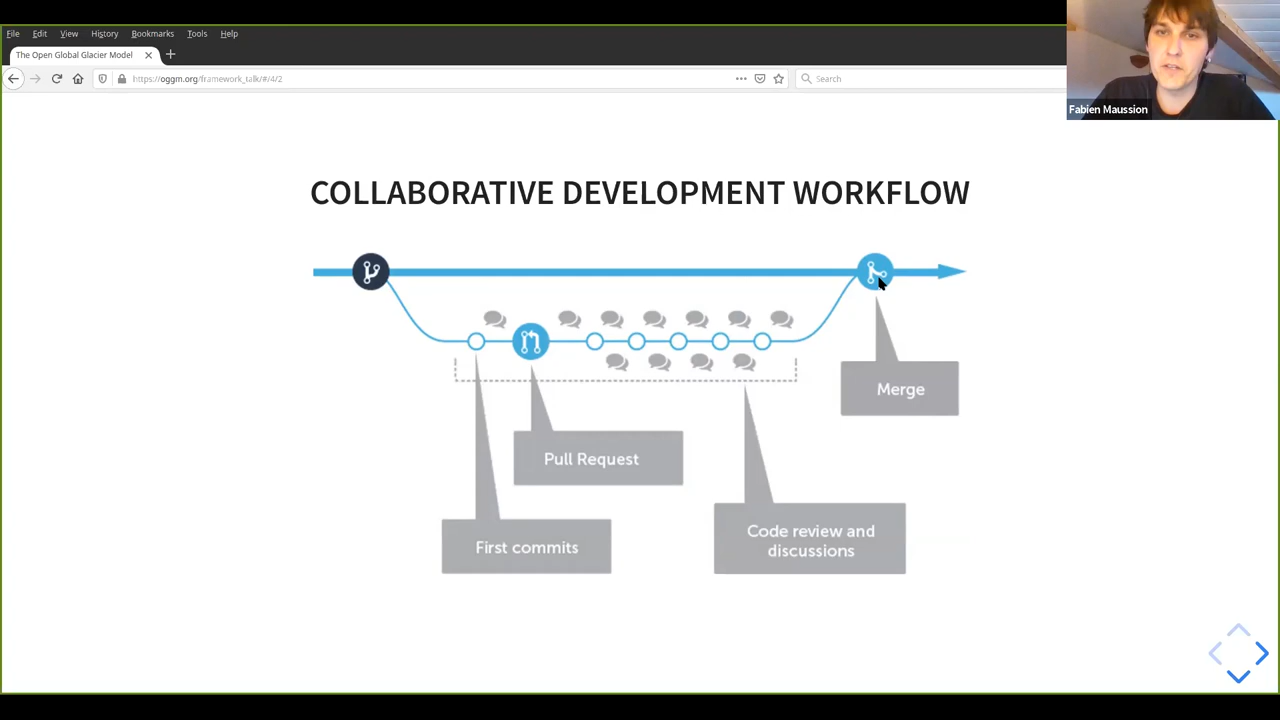 File Edit View History Bookmarks Tools Help
The Open Global Glacier Model
https://oggm.org/framework_talk/#/4/2
Search
Fabien Maussion
COLLABORATIVE DEVELOPMENT WORKFLOW
Merge
Pull Request
Code review and
discussions
First commits